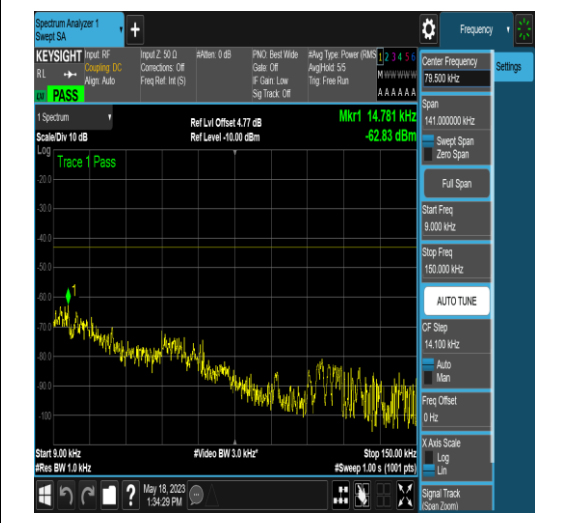 Spectrum Analyzer 1
Swept SA
+
Frequency
KEYSIGHT
RL
PASS
Input: RF
Coupling: DC
Align: Auto
Input Z: 50 Ω
Corrections: Off
Freq Ref: Int (S)
#Atten: 0 dB
PNO: Best Wide
Gate: Off
IF Gain: Low
Sig Track: Off
#Avg Type: Power (RMS)
Avg|Hold: 5/5
Trig: Free Run
1 2 3 4 5 6
M W W W W W
A A A A A A
Center Frequency
79.500 kHz
Settings
Span
141.000000 kHz
Swept Span
Zero Span
Full Span
Start Freq
9.000 kHz
Stop Freq
150.000 kHz
AUTO TUNE
CF Step
14.100 kHz
Auto
Man
Freq Offset
0 Hz
X Axis Scale
Log
Lin
Signal Track
(Span Zoom)
1 Spectrum
Scale/Div 10 dB
Ref Lvl Offset 4.77 dB
Ref Level -10.00 dBm
Mkr1 14.781 kHz
-62.83 dBm
Log
Trace 1 Pass
-20.0
-30.0
-40.0
-50.0
-60.0
-70.0
-80.0
-90.0
-100
1
Start 9.00 kHz
#Res BW 1.0 kHz
#Video BW 3.0 kHz*
Stop 150.00 kHz
#Sweep 1.00 s (1001 pts)
?
May 18, 2023
1:34:29 PM